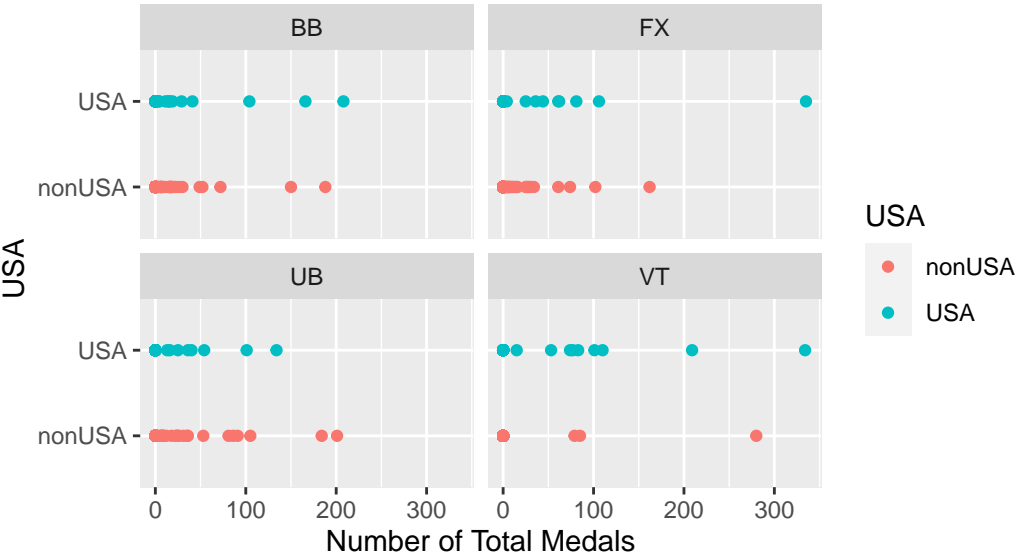 BB
FX
USA
nonUSA
UB
VT
USA
nonUSA
0 100 200 300
0 100 200 300
Number of Total Medals
USA
USA
nonUSA
USA